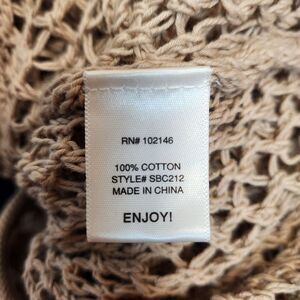 RN# 102146
100% COTTON
STYLE# SBC212
MADE IN CHINA
ENJOY!